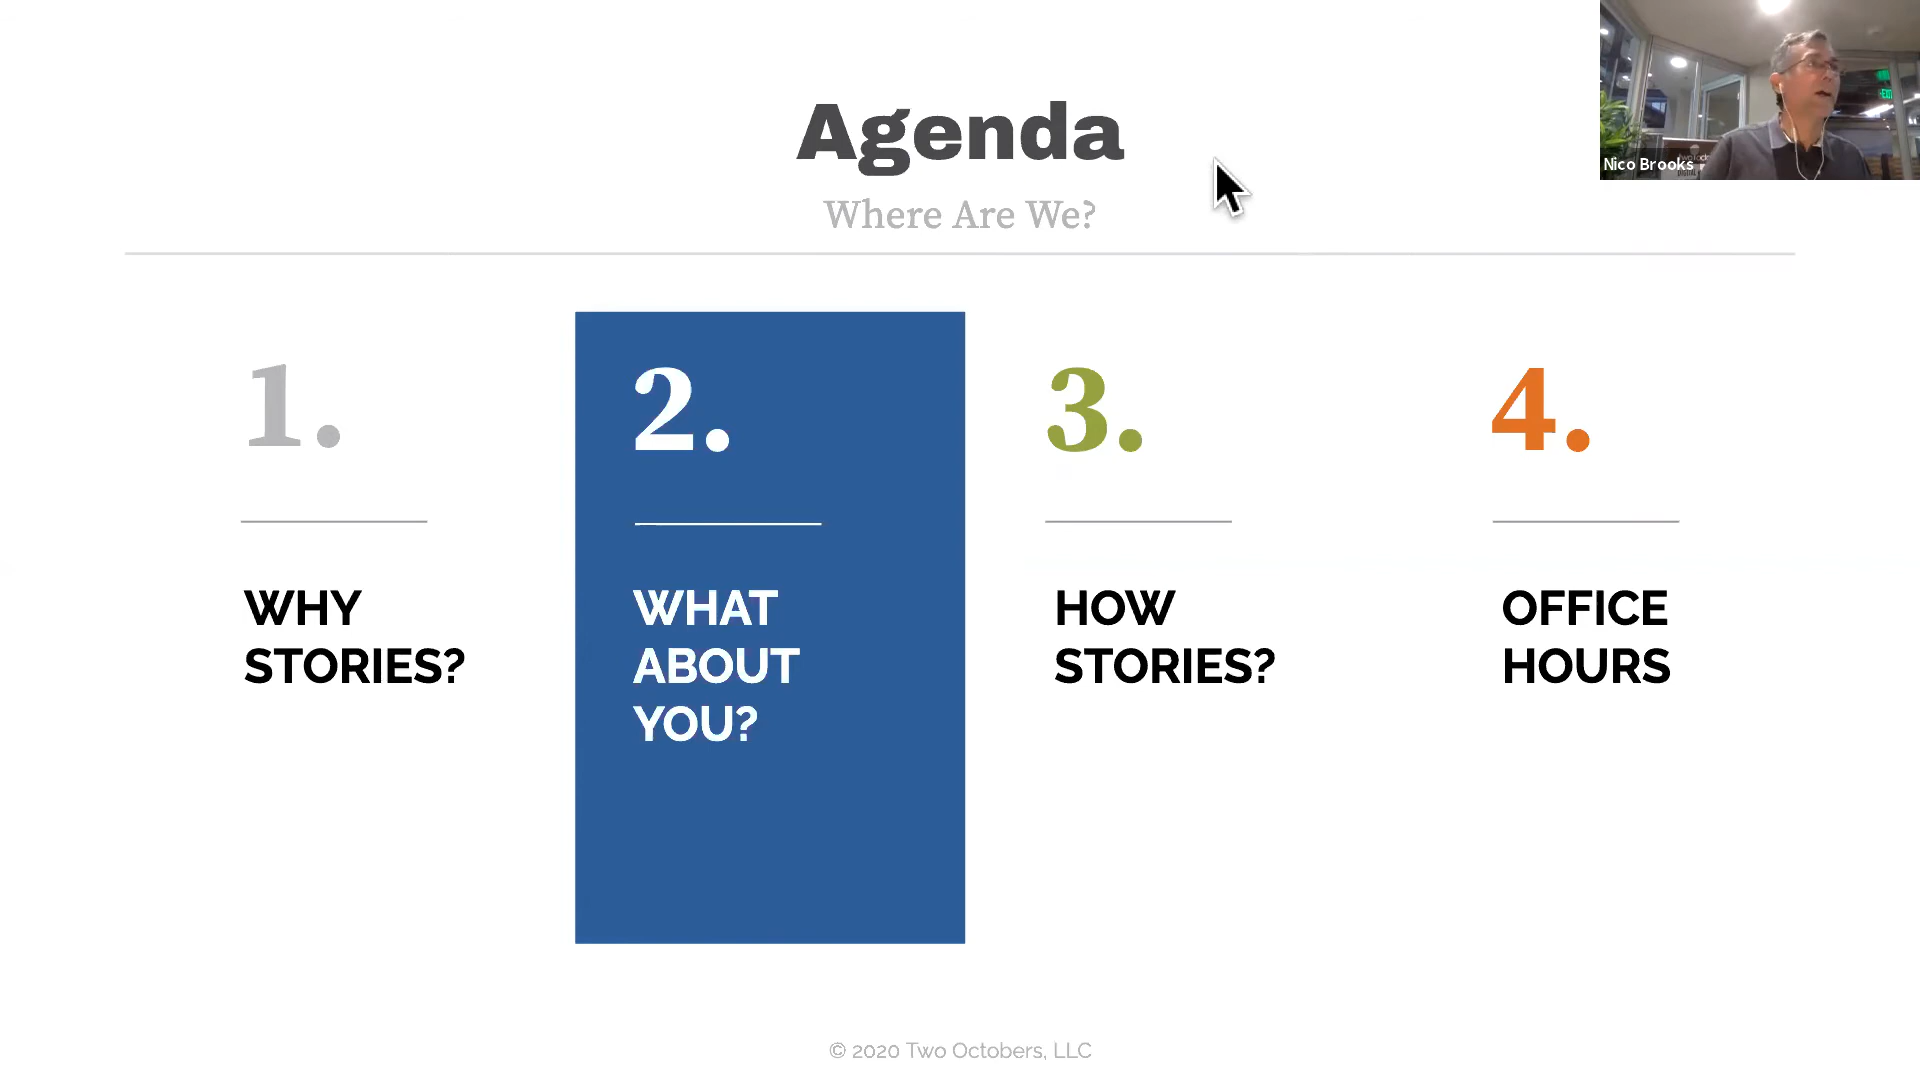 Agenda
Where Are We?
Nico Brooks
EXIT
1.
WHY
STORIES?
2.
WHAT
ABOUT
YOU?
3.
HOW
STORIES?
4.
OFFICE
HOURS
© 2020 Two Octobers, LLC